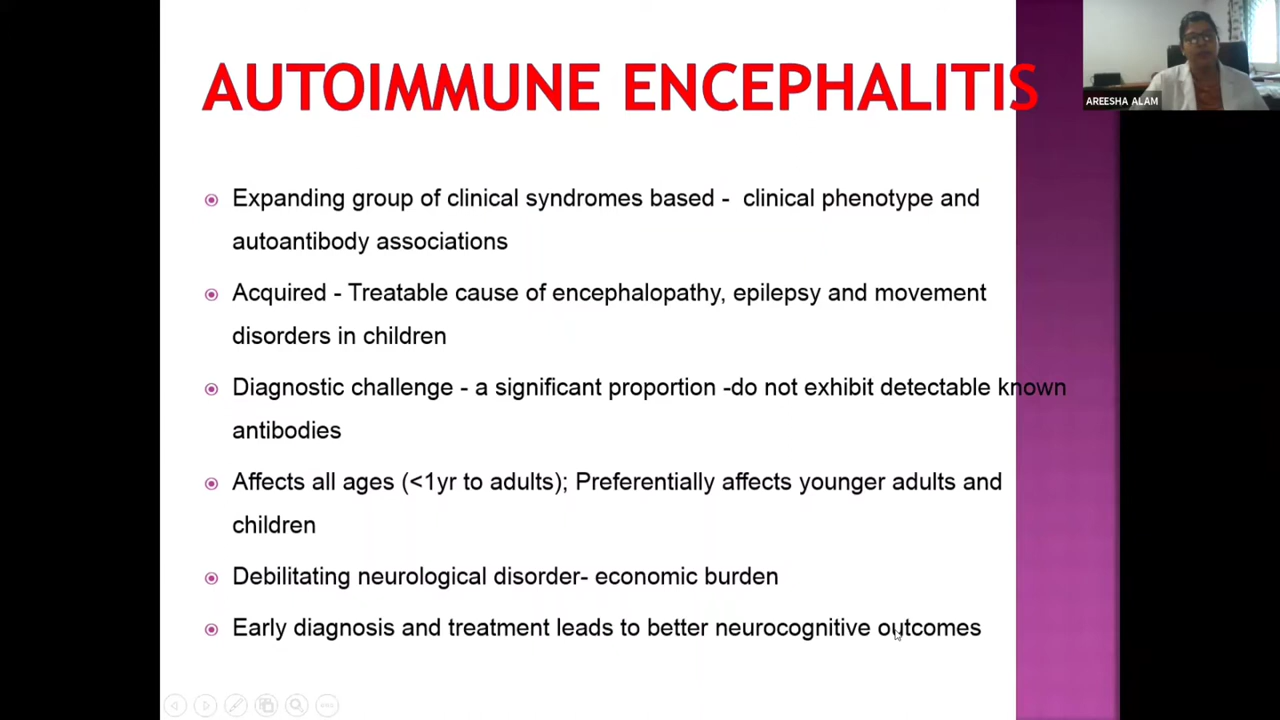 AUTOIMMUNE ENCEPHALITIS
AREESHA ALAM
Expanding group of clinical syndromes based - clinical phenotype and
autoantibody associations
Acquired - Treatable cause of encephalopathy, epilepsy and movement
disorders in children
Diagnostic challenge - a significant proportion -do not exhibit detectable known
antibodies
Affects all ages (<1yr to adults); Preferentially affects younger adults and
children
Debilitating neurological disorder- economic burden
Early diagnosis and treatment leads to better neurocognitive outcomes